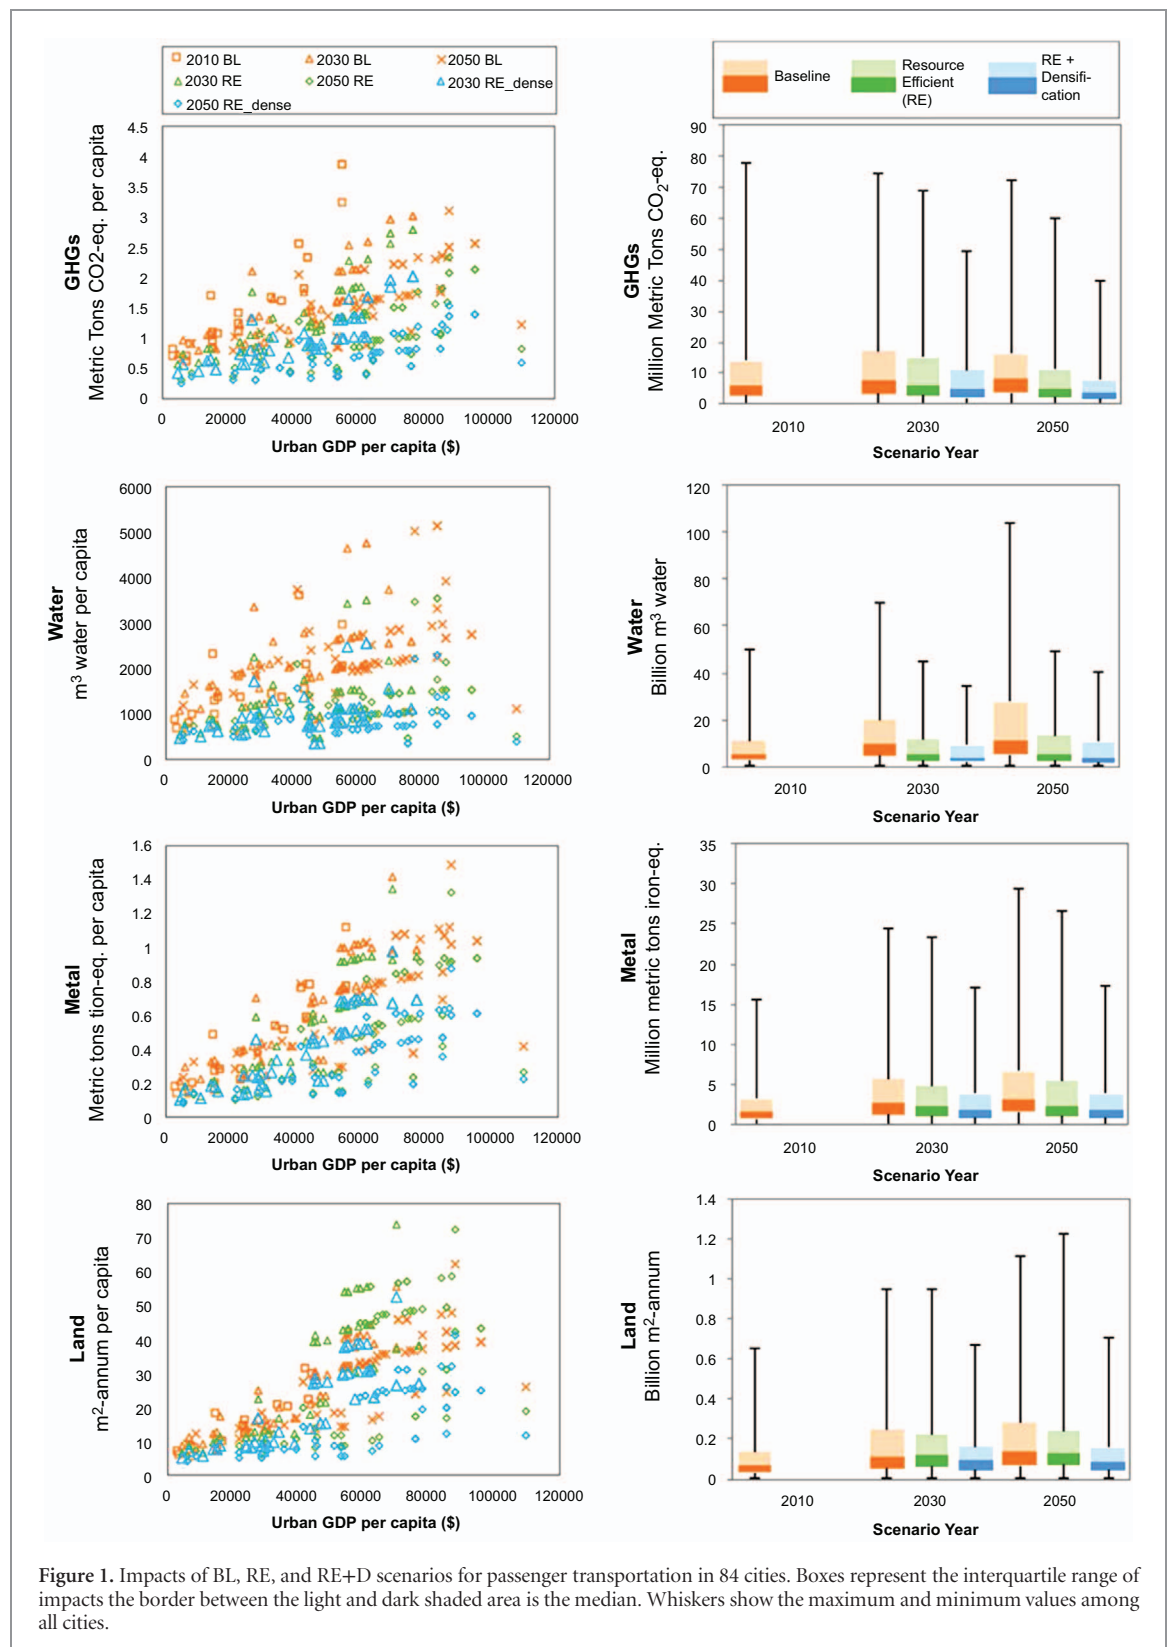 2010 BL
2030 BL
2050 BL
2030 RE
2050 RE
2030 RE_dense
2050 RE_dense
Baseline
Resource
Efficient
(RE)
RE +
Densifi-
cation
GHGs
Metric Tons CO2-eq. per capita
4.5
4
3.5
3
2.5
2
1.5
1
0.5
0
0 20000 40000 60000 80000 100000 120000
Urban GDP per capita ($)
GHGs
Million Metric Tons CO2-eq.
90
80
70
60
50
40
30
20
10
0
2010 2030 2050
Scenario Year
Water
m3 water per capita
6000
5000
4000
3000
2000
1000
0
0 20000 40000 60000 80000 100000 120000
Urban GDP per capita ($)
Water
Billion m3 water
120
100
80
60
40
20
0
2010 2030 2050
Scenario Year
Metal
Metric tons tion-eq. per capita
1.6
1.4
1.2
1
0.8
0.6
0.4
0.2
0
0 20000 40000 60000 80000 100000 120000
Urban GDP per capita ($)
Metal
Million metric tons iron-eq.
35
30
25
20
15
10
5
0
2010 2030 2050
Scenario Year
Land
m2-annum per capita
80
70
60
50
40
30
20
10
0
0 20000 40000 60000 80000 100000 120000
Urban GDP per capita ($)
Land
Billion m2-annum
1.4
1.2
1
0.8
0.6
0.4
0.2
0
2010 2030 2050
Scenario Year
Figure 1. Impacts of BL, RE, and RE+D scenarios for passenger transportation in 84 cities. Boxes represent the interquartile range of
impacts the border between the light and dark shaded area is the median. Whiskers show the maximum and minimum values among
all cities.